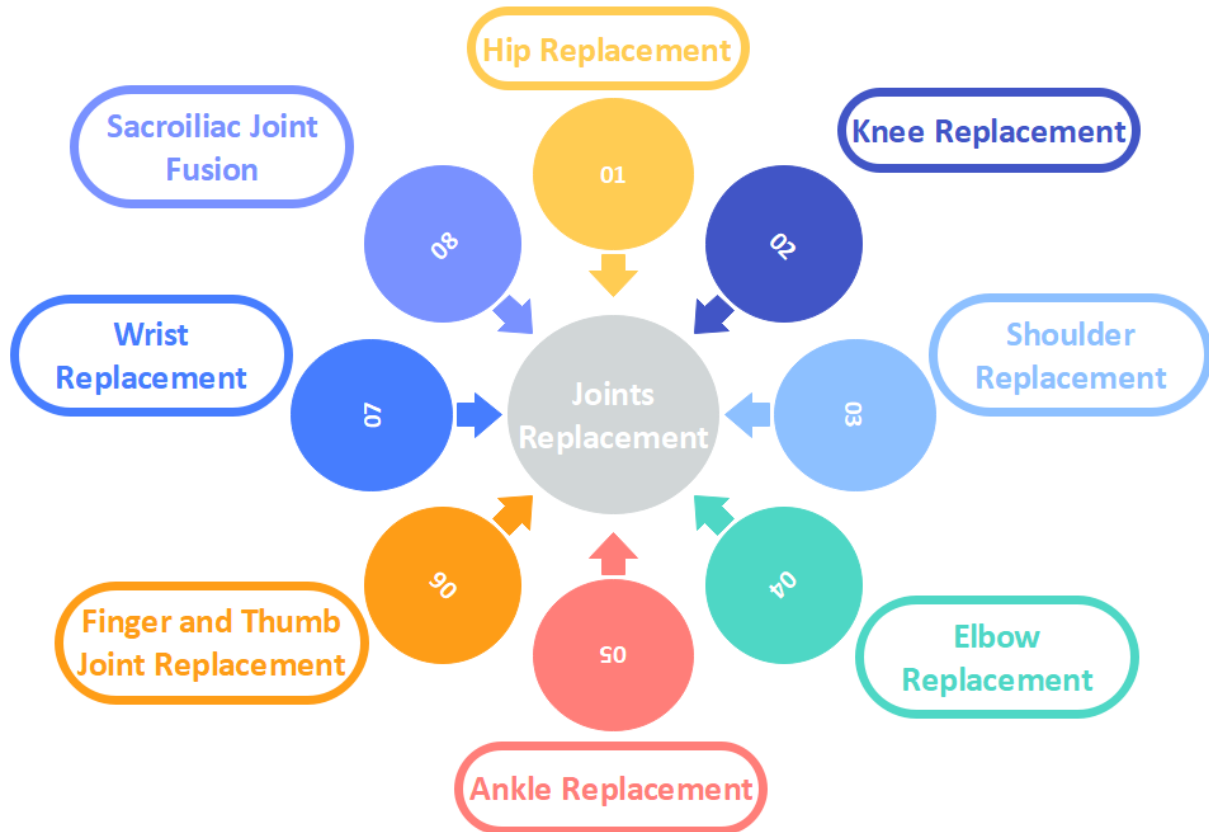 Hip Replacement
01
Knee Replacement
02
Shoulder
Replacement
03
Elbow
Replacement
04
Ankle Replacement
05
Finger and Thumb
Joint Replacement
06
Wrist
Replacement
07
Sacroiliac Joint
Fusion
08
Joints
Replacement